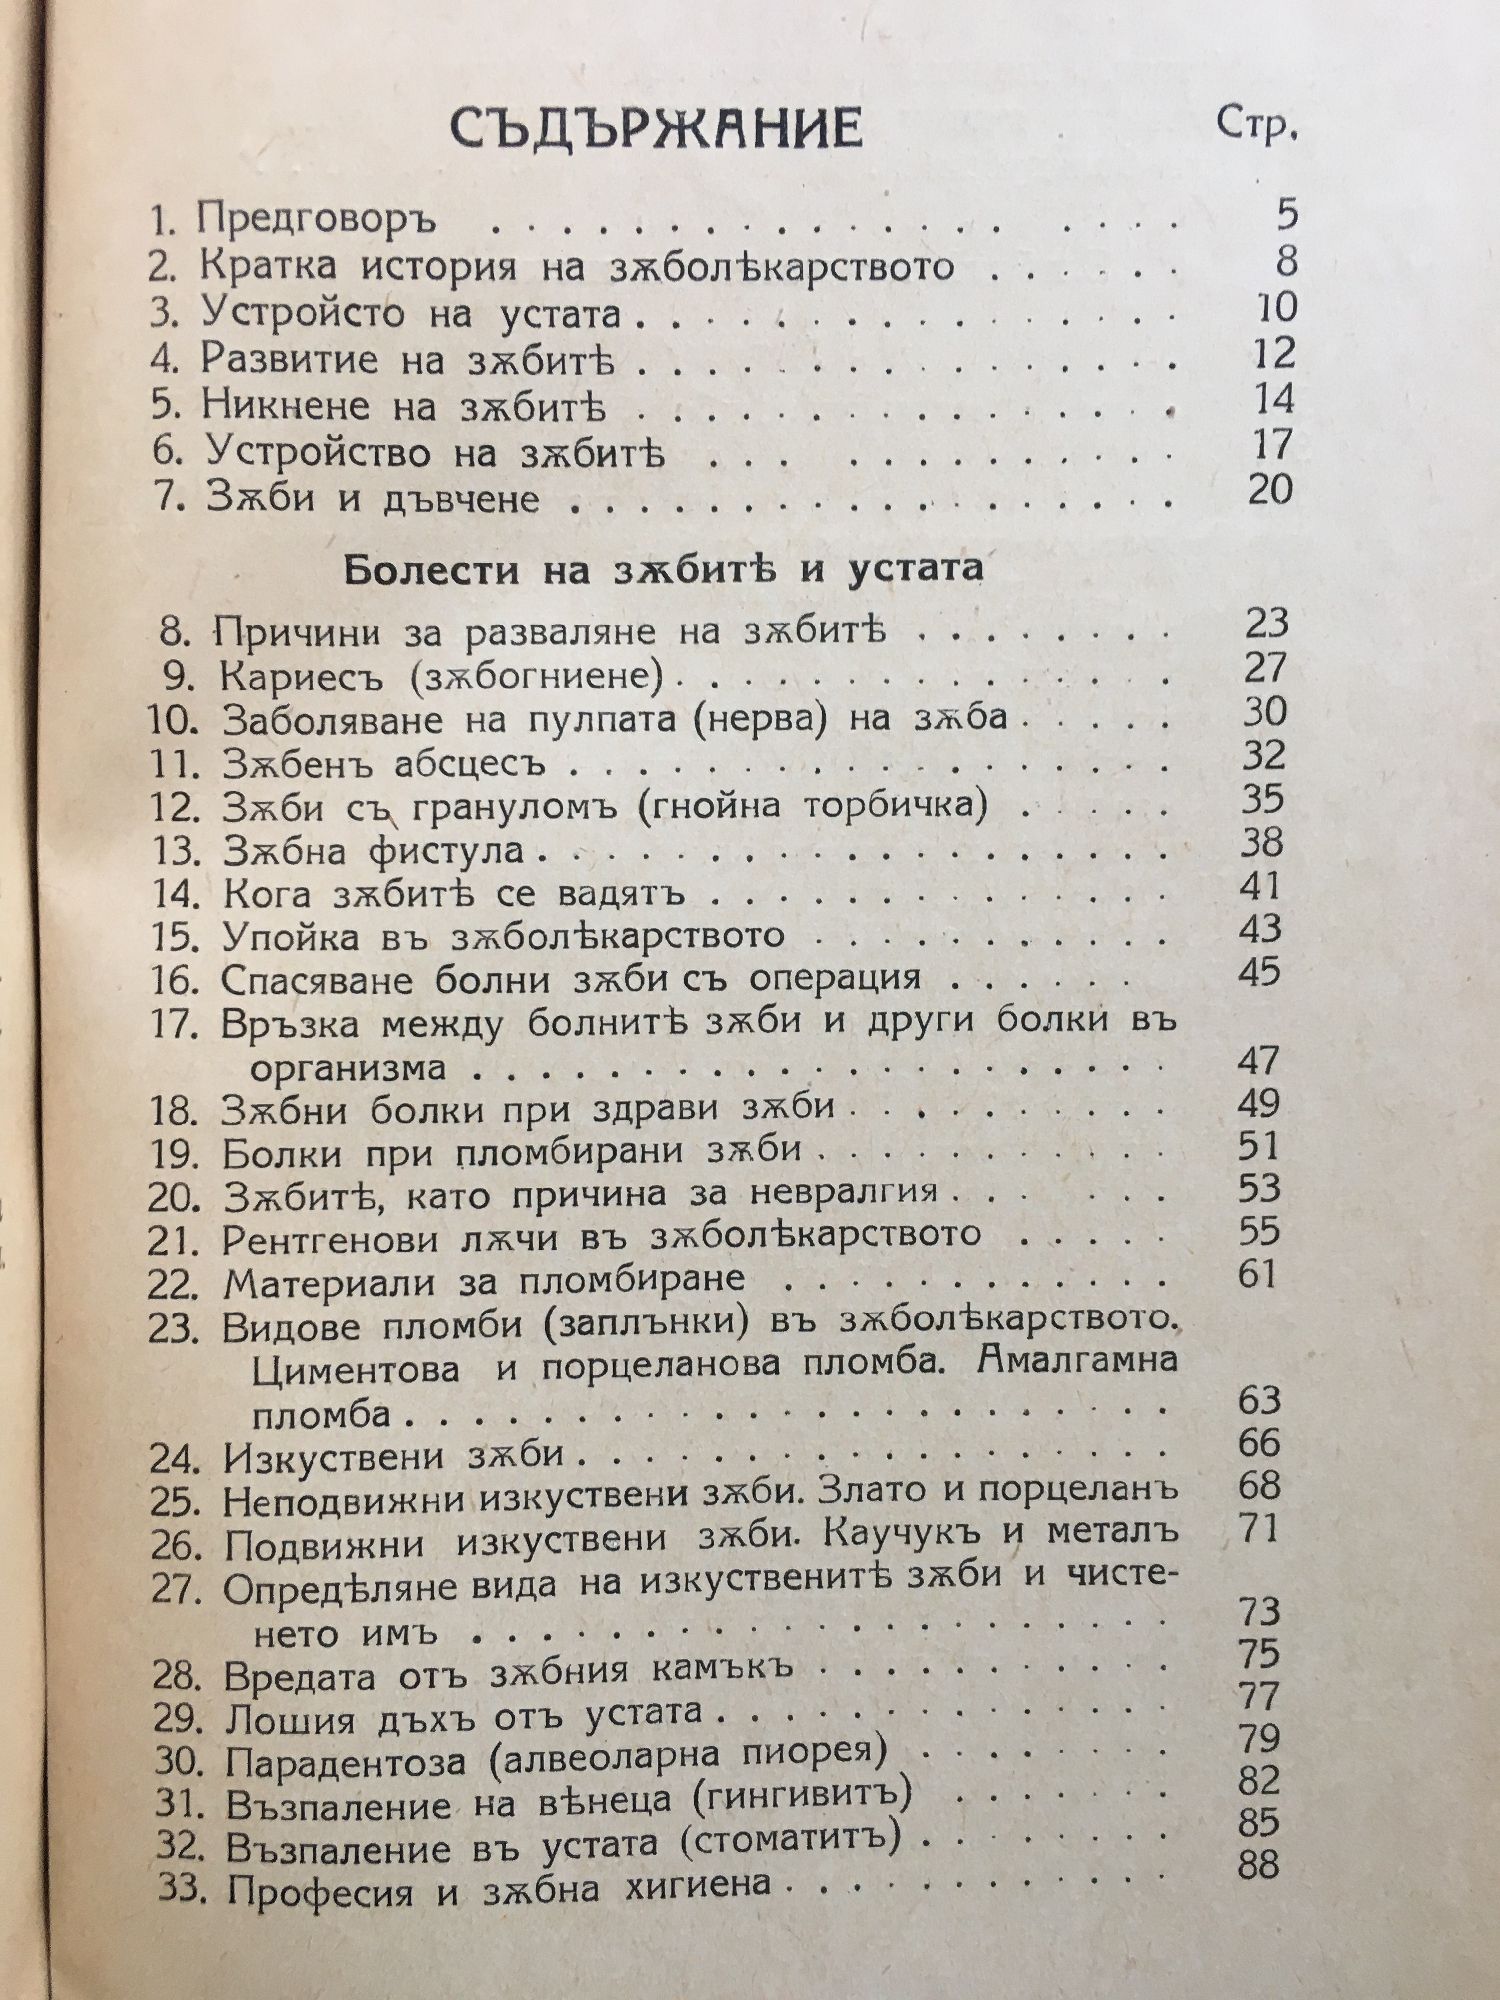 СЪДЪРЖАНИЕ Стр.
1. Предговоръ . . . . . . . . . . . . . . . . . . . 5
2. Кратка история на зѫболѣкарството . . . . . . 8
3. Устройсто на устата . . . . . . . . . . . . . . . . 10
4. Развитие на зѫбитѣ . . . . . . . . . . . . . . . . 12
5. Никнене на зѫбитѣ . . . . . . . . . . . . . . . . 14
6. Устройство на зѫбитѣ . . . . . . . . . . . . . 17
7. Зѫби и дъвчене . . . . . . . . . . . . . . . . . . 20
Болести на зѫбитѣ и устата
8. Причини за разваляне на зѫбитѣ . . . . . . . . 23
9. Кариесъ (зѫбогниене) . . . . . . . . . . . . . . . 27
10. Заболяване на пулпата (нерва) на зѫба . . . . . 30
11. Зѫбенъ абсцесъ . . . . . . . . . . . . . . . . . . 32
12. Зѫби съ грануломъ (гнойна торбичка) . . . . . 35
13. Зѫбна фистула . . . . . . . . . . . . . . . . . . 38
14. Кога зѫбитѣ се вадятъ . . . . . . . . . . . . . . 41
15. Упойка въ зѫболѣкарството . . . . . . . . . . . 43
16. Спасяване болни зѫби съ операция . . . . . . 45
17. Връзка между болнитѣ зѫби и други болки въ
организма . . . . . . . . . . . . . . . . . . . . . 47
18. Зѫбни болки при здрави зѫби . . . . . . . . . . 49
19. Болки при пломбирани зѫби . . . . . . . . . . . 51
20. Зѫбитѣ, като причина за невралгия . . . . . . 53
21. Рентгенови лѫчи въ зѫболѣкарството . . . . . 55
22. Материали за пломбиране . . . . . . . . . . . . 61
23. Видове пломби (заплънки) въ зѫболѣкарството.
Циментова и порцеланова пломба. Амалгамна
пломба . . . . . . . . . . . . . . . . . . . . . . 63
24. Изкуствени зѫби . . . . . . . . . . . . . . . . . 66
25. Неподвижни изкуствени зѫби. Злато и порцеланъ 68
26. Подвижни изкуствени зѫби. Каучукъ и металъ 71
27. Опредѣляне вида на изкуственитѣ зѫби и чисте-
нето имъ . . . . . . . . . . . . . . . . . . . . . 73
28. Вредата отъ зѫбния камъкъ . . . . . . . . . . . 75
29. Лошия дъхъ отъ устата . . . . . . . . . . . . . . 77
30. Парадентоза (алвеоларна пиорея) . . . . . . . . 79
31. Възпаление на вѣнеца (гингивитъ) . . . . . . . 82
32. Възпаление въ устата (стоматитъ) . . . . . . . . 85
33. Професия и зѫбна хигиена . . . . . . . . . . . . 88